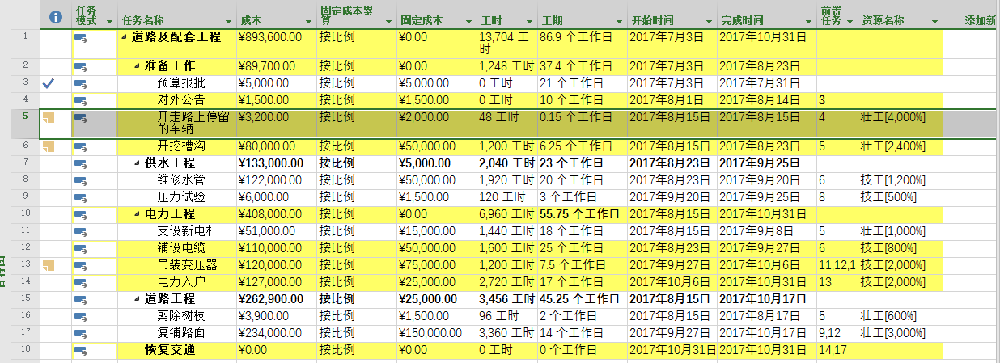 任务模式 任务名称 成本 固定成本累算 固定成本 工时 工期 开始时间 完成时间 前置任务 资源名称 添加新
1 道路及配套工程 ¥893,600.00 按比例 ¥0.00 13,704 工时 86.9 个工作日 2017年7月3日 2017年10月31日
2 准备工作 ¥89,700.00 按比例 ¥0.00 1,248 工时 37.4 个工作日 2017年7月3日 2017年8月23日
3 预算报批 ¥5,000.00 按比例 ¥5,000.00 0 工时 21 个工作日 2017年7月3日 2017年7月31日
4 对外公告 ¥1,500.00 按比例 ¥1,500.00 0 工时 10 个工作日 2017年8月1日 2017年8月14日 3
5 开走路上停留的车辆 ¥3,200.00 按比例 ¥2,000.00 48 工时 0.15 个工作日 2017年8月15日 2017年8月15日 4 壮工[4,000%]
6 开挖槽沟 ¥80,000.00 按比例 ¥50,000.00 1,200 工时 6.25 个工作日 2017年8月15日 2017年8月23日 5 壮工[2,400%]
7 供水工程 ¥133,000.00 按比例 ¥5,000.00 2,040 工时 23 个工作日 2017年8月23日 2017年9月25日
8 维修水管 ¥122,000.00 按比例 ¥50,000.00 1,920 工时 20 个工作日 2017年8月23日 2017年9月20日 6 技工[1,200%]
9 压力试验 ¥6,000.00 按比例 ¥1,500.00 120 工时 3 个工作日 2017年9月20日 2017年9月25日 8 技工[500%]
10 电力工程 ¥408,000.00 按比例 ¥0.00 6,960 工时 55.75 个工作日 2017年8月15日 2017年10月31日
11 支设新电杆 ¥51,000.00 按比例 ¥15,000.00 1,440 工时 18 个工作日 2017年8月15日 2017年9月8日 5 壮工[1,000%]
12 铺设电缆 ¥110,000.00 按比例 ¥50,000.00 1,600 工时 25 个工作日 2017年8月23日 2017年9月27日 6 技工[800%]
13 吊装变压器 ¥120,000.00 按比例 ¥75,000.00 1,200 工时 7.5 个工作日 2017年9月27日 2017年10月6日 11,12,1 技工[2,000%]
14 电力入户 ¥127,000.00 按比例 ¥25,000.00 2,720 工时 17 个工作日 2017年10月6日 2017年10月31日 13 技工[2,000%]
15 道路工程 ¥262,900.00 按比例 ¥25,000.00 3,456 工时 45.25 个工作日 2017年8月15日 2017年10月17日
16 剪除树枝 ¥3,900.00 按比例 ¥1,500.00 96 工时 2 个工作日 2017年8月15日 2017年8月17日 5 壮工[600%]
17 复铺路面 ¥234,000.00 按比例 ¥150,000.00 3,360 工时 14 个工作日 2017年9月27日 2017年10月17日 9,12 壮工[3,000%]
18 恢复交通 ¥0.00 按比例 ¥0.00 0 工时 0 个工作日 2017年10月31日 2017年10月31日 14,17